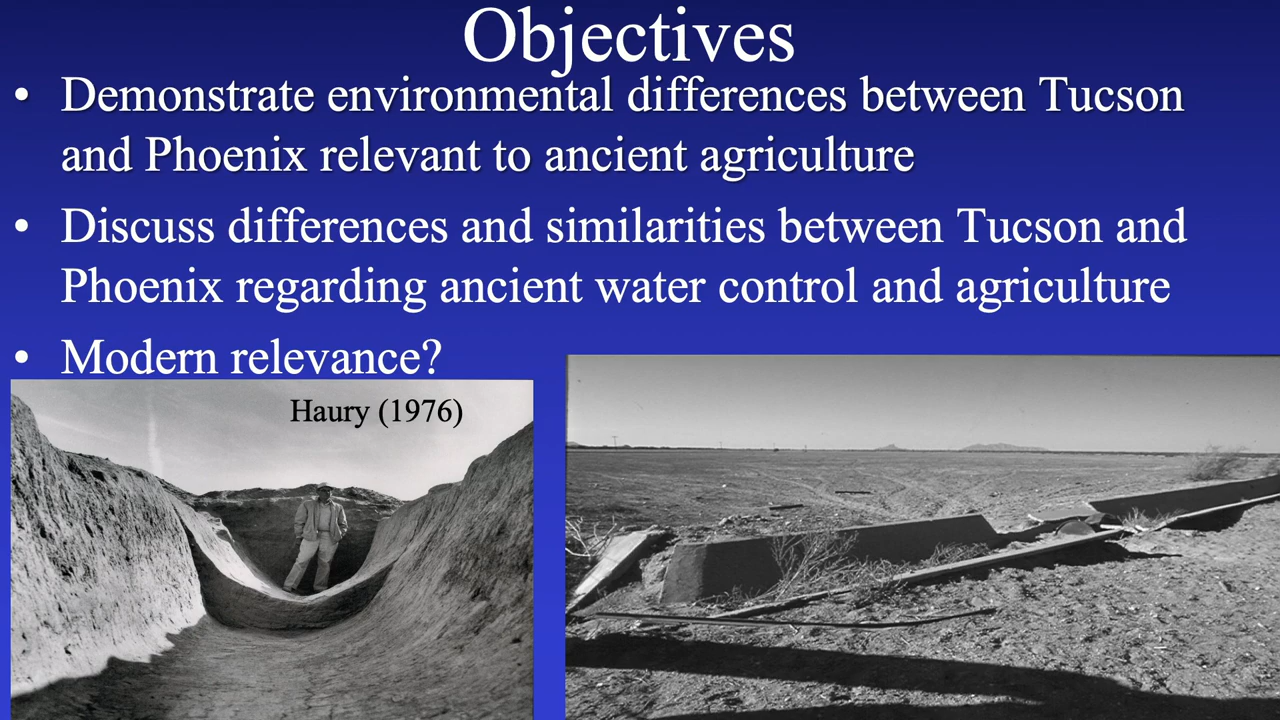 Objectives
• Demonstrate environmental differences between Tucson
and Phoenix relevant to ancient agriculture
• Discuss differences and similarities between Tucson and
Phoenix regarding ancient water control and agriculture
• Modern relevance?
Haury (1976)